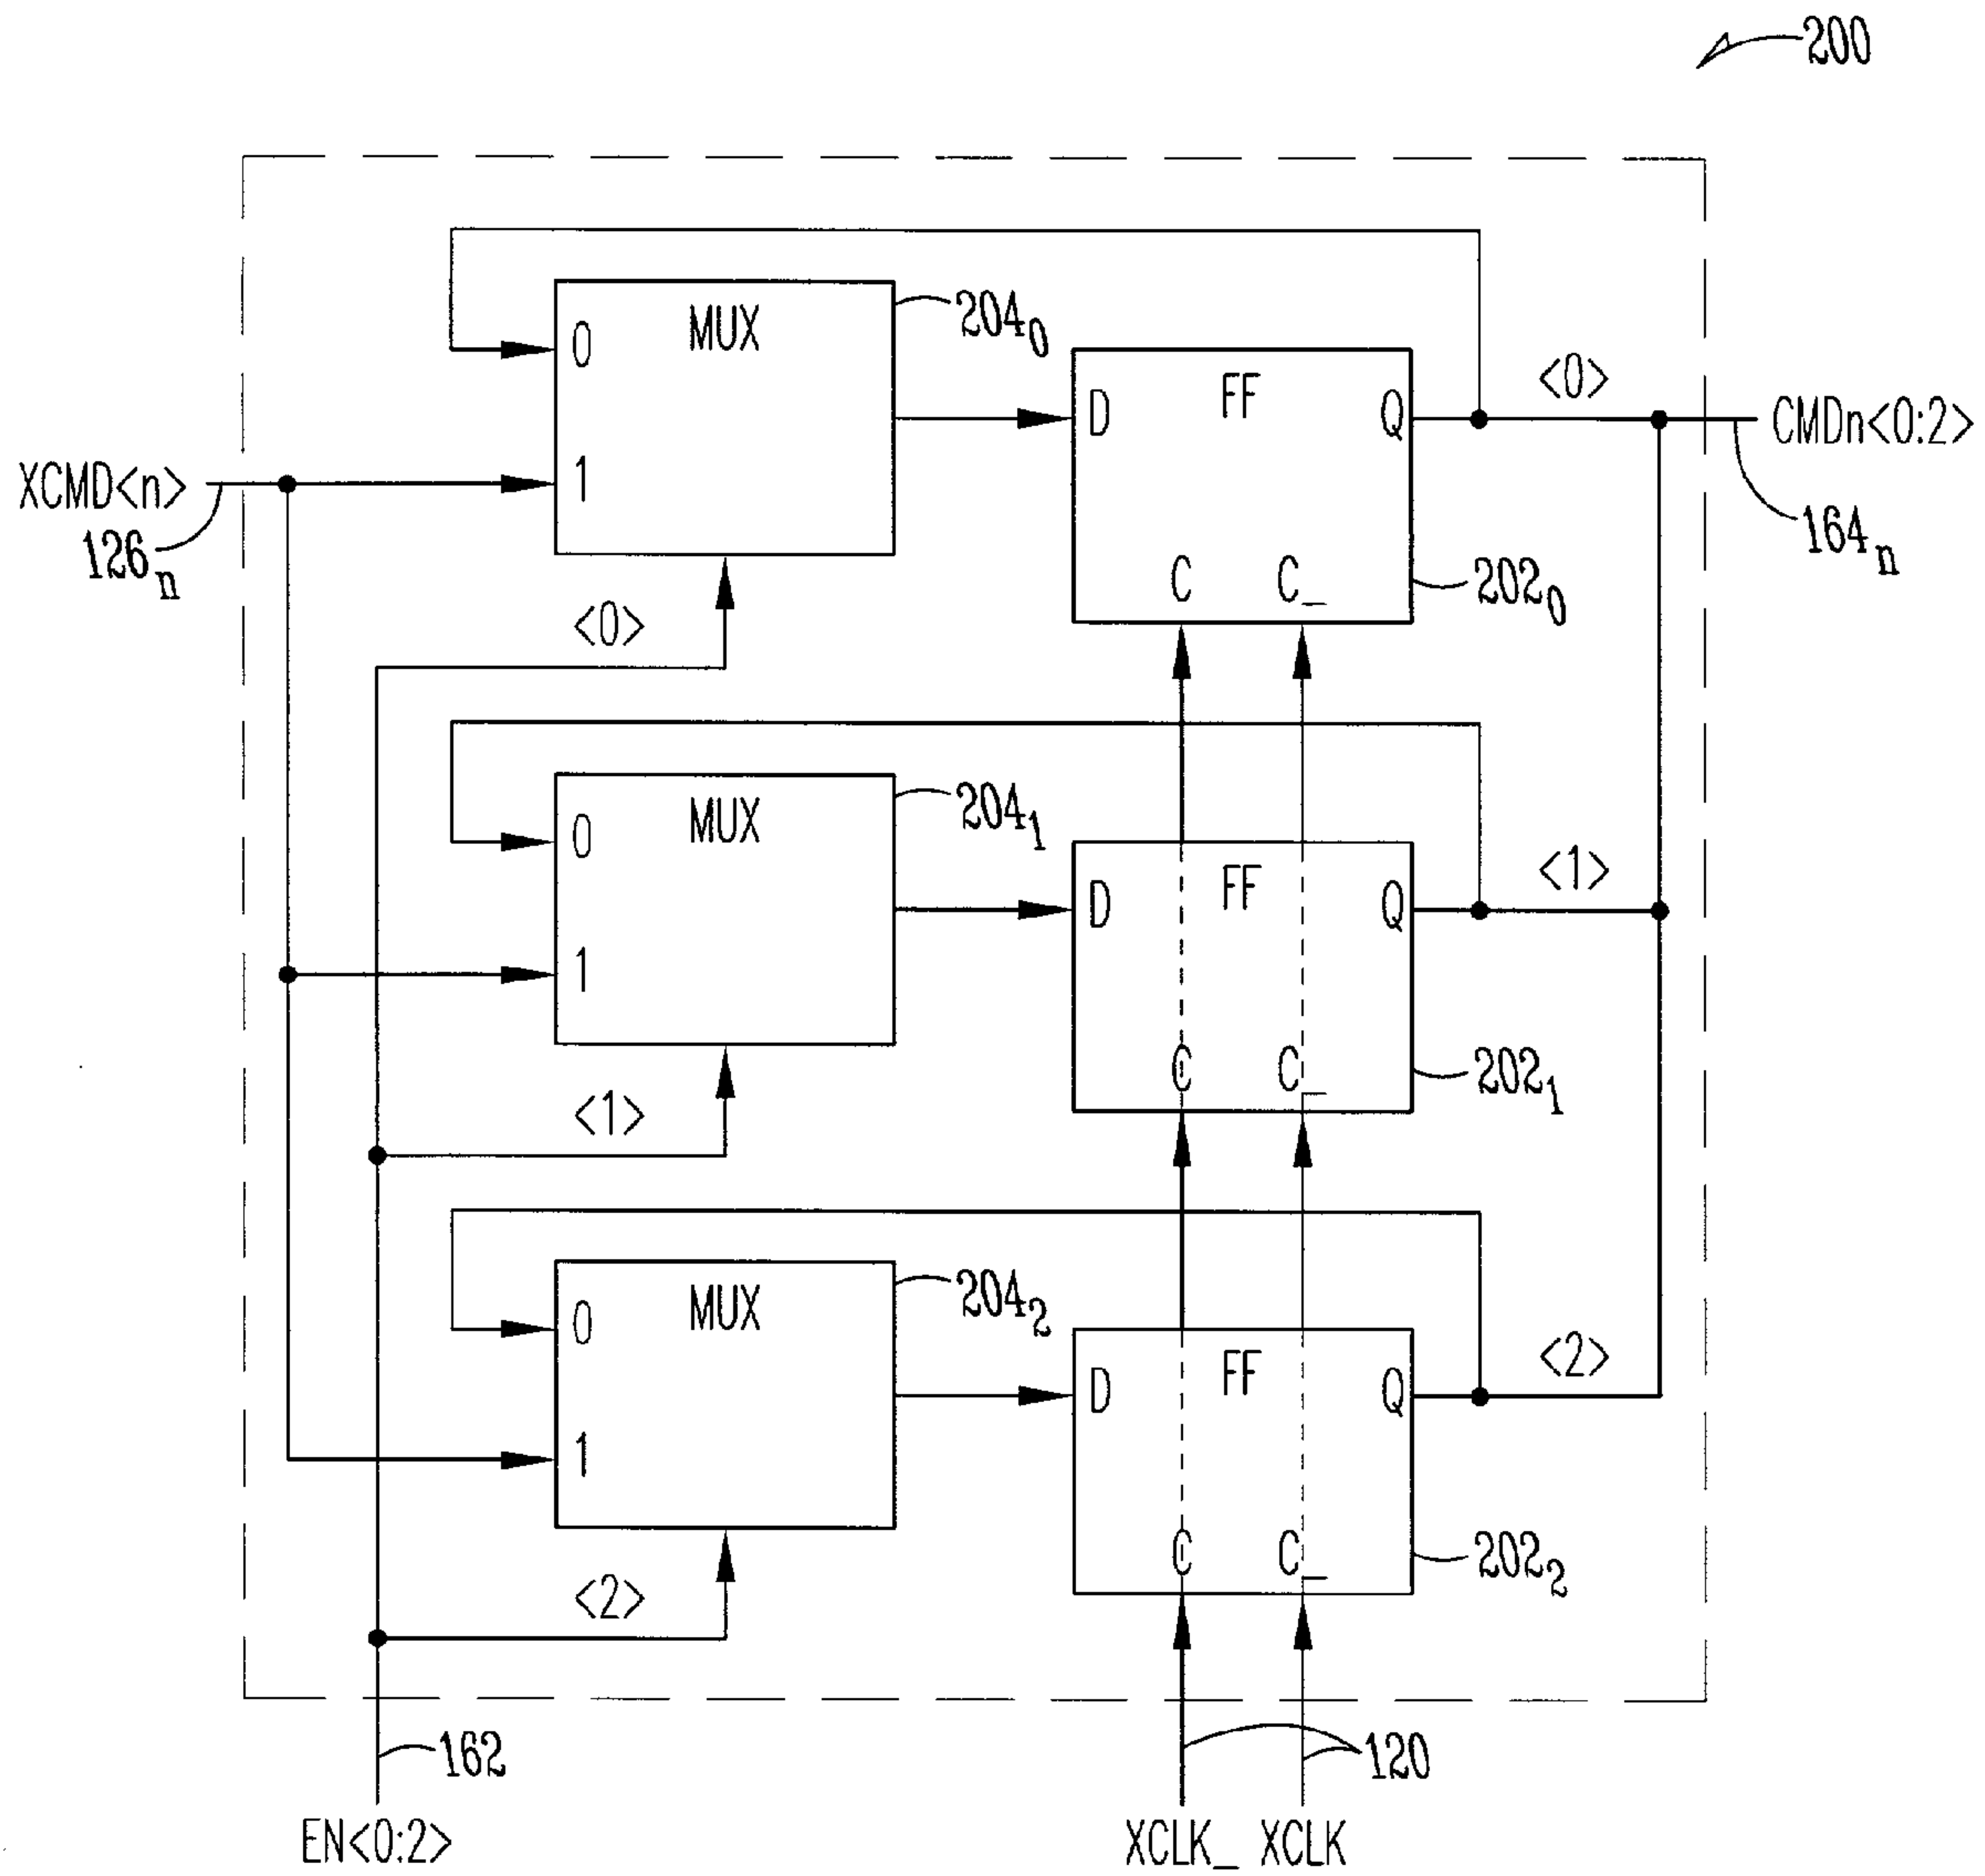 200
MUX
204₀
0
1
XCMD<n>
126ₙ
<0>
D
FF
Q
C
C_
202₀
<0>
CMDn<0:2>
164ₙ
MUX
204₁
0
1
<1>
D
FF
Q
C
C_
202₁
<1>
MUX
204₂
0
1
<2>
D
FF
Q
C
C_
202₂
<2>
162
120
EN<0:2>
XCLK_ XCLK